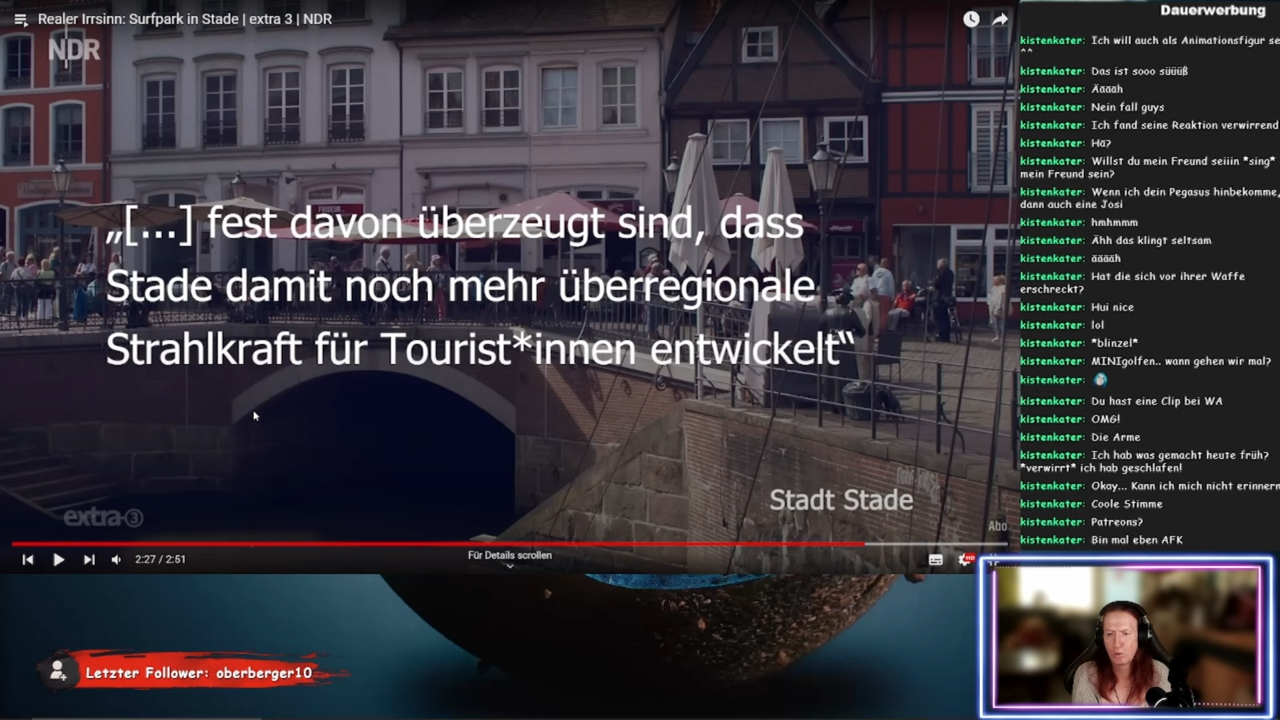 Realer Irrsinn: Surfpark in Stade | extra 3 | NDR
NDR
„[...] fest davon überzeugt sind, dass
Stade damit noch mehr überregionale
Strahlkraft für Tourist*innen entwickelt“
Stadt Stade
extra 3
Abo
2:27 / 2:51
Für Details scrollen
HD
Letzter Follower: oberberger10
Dauerwerbung
kistenkater: Ich will auch als Animationsfigur se
^^
kistenkater: Das ist sooo süüüß
kistenkater: Äääh
kistenkater: Nein fall guys
kistenkater: Ich fand seine Reaktion verwirrend
kistenkater: Hä?
kistenkater: Willst du mein Freund seiiin *sing*
mein Freund sein?
kistenkater: Wenn ich dein Pegasus hinbekomme,
dann auch eine Josi
kistenkater: hmhmmm
kistenkater: Ähh das klingt seltsam
kistenkater: ääääh
kistenkater: Hat die sich vor ihrer Waffe
erschreckt?
kistenkater: Hui nice
kistenkater: lol
kistenkater: *blinzel*
kistenkater: MINIgolfen.. wann gehen wir mal?
kistenkater:
kistenkater: Du hast eine Clip bei WA
kistenkater: OMG!
kistenkater: Die Arme
kistenkater: Ich hab was gemacht heute früh?
*verwirrt* ich hab geschlafen!
kistenkater: Okay... Kann ich mich nicht erinnern
kistenkater: Coole Stimme
kistenkater: Patreons?
kistenkater: Bin mal eben AFK